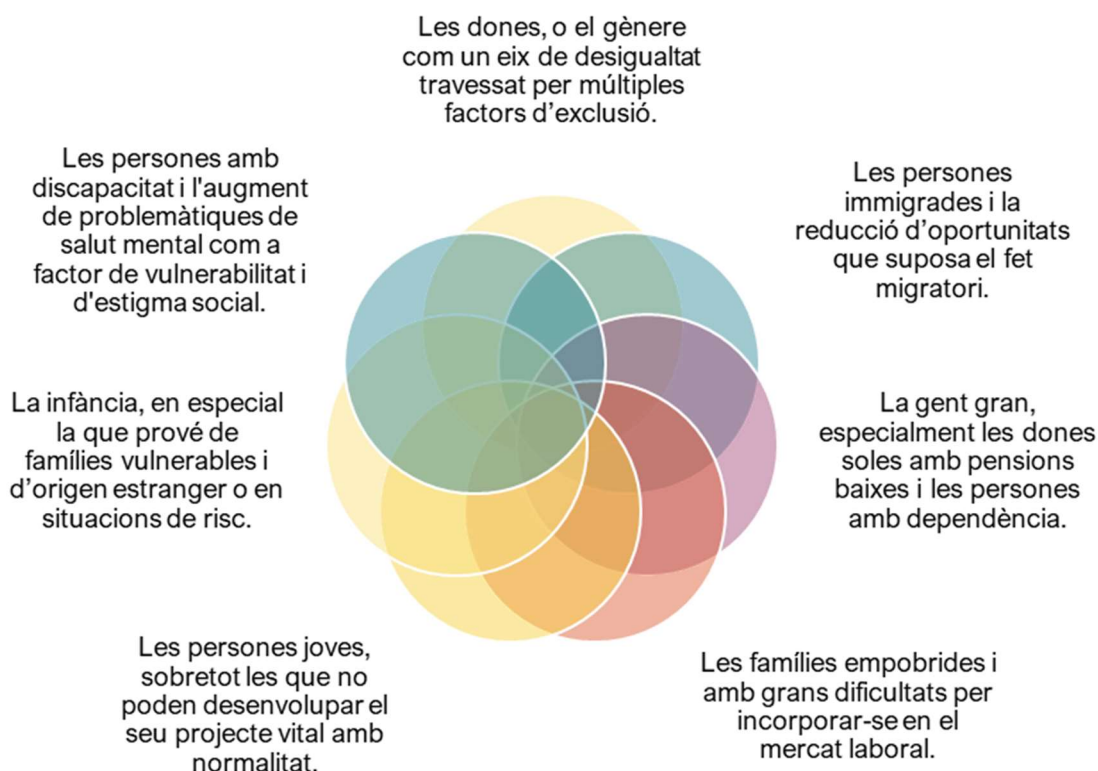 Les dones, o el gènere
com un eix de desigualtat
travessat per múltiples
factors d'exclusió.
Les persones amb
discapacitat i l'augment
de problemàtiques de
salut mental com a
factor de vulnerabilitat i
d'estigma social.
Les persones
immigrades i la
reducció d'oportunitats
que suposa el fet
migratori.
La infància, en especial
la que prové de
famílies vulnerables i
d'origen estranger o en
situacions de risc.
La gent gran,
especialment les dones
soles amb pensions
baixes i les persones
amb dependència.
Les persones joves,
sobretot les que no
poden desenvolupar el
seu projecte vital amb
normalitat.
Les famílies empobrides i
amb grans dificultats per
incorporar-se en el
mercat laboral.